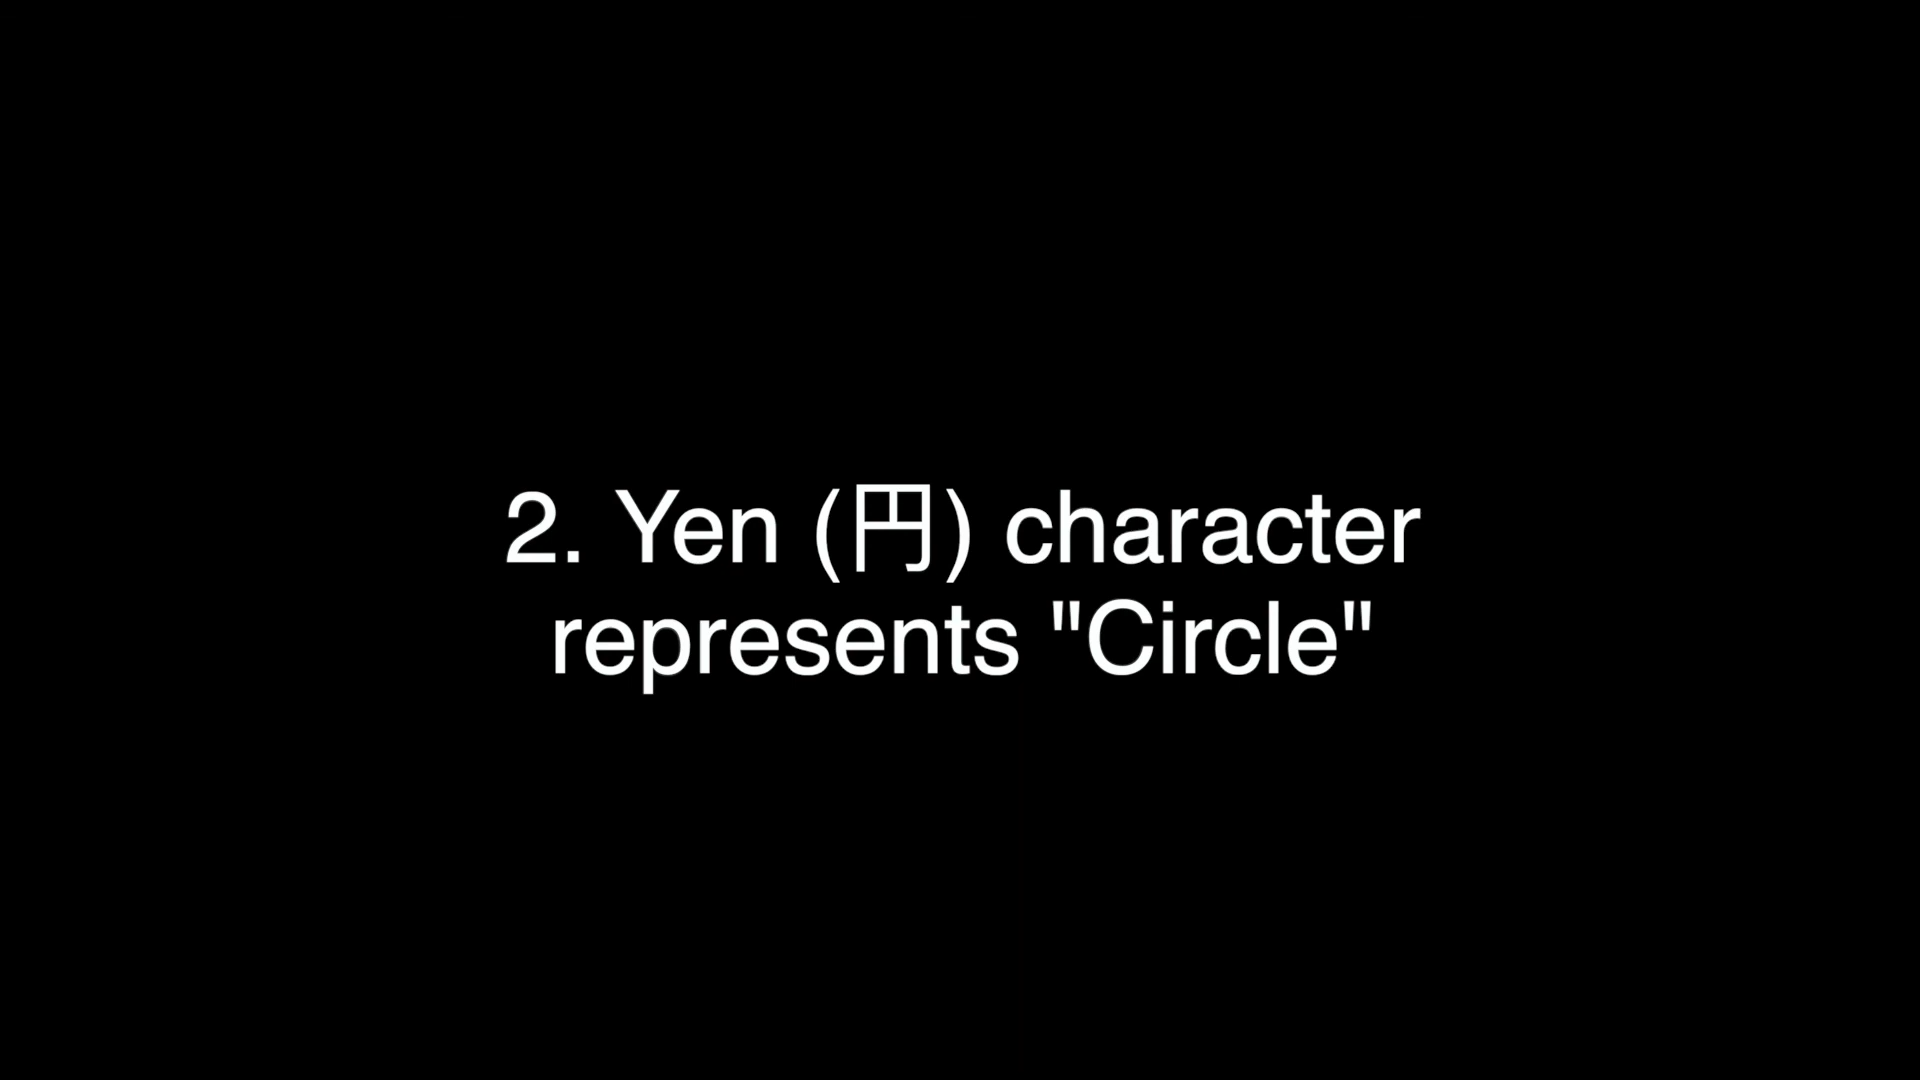 2. Yen (円) character
represents "Circle"